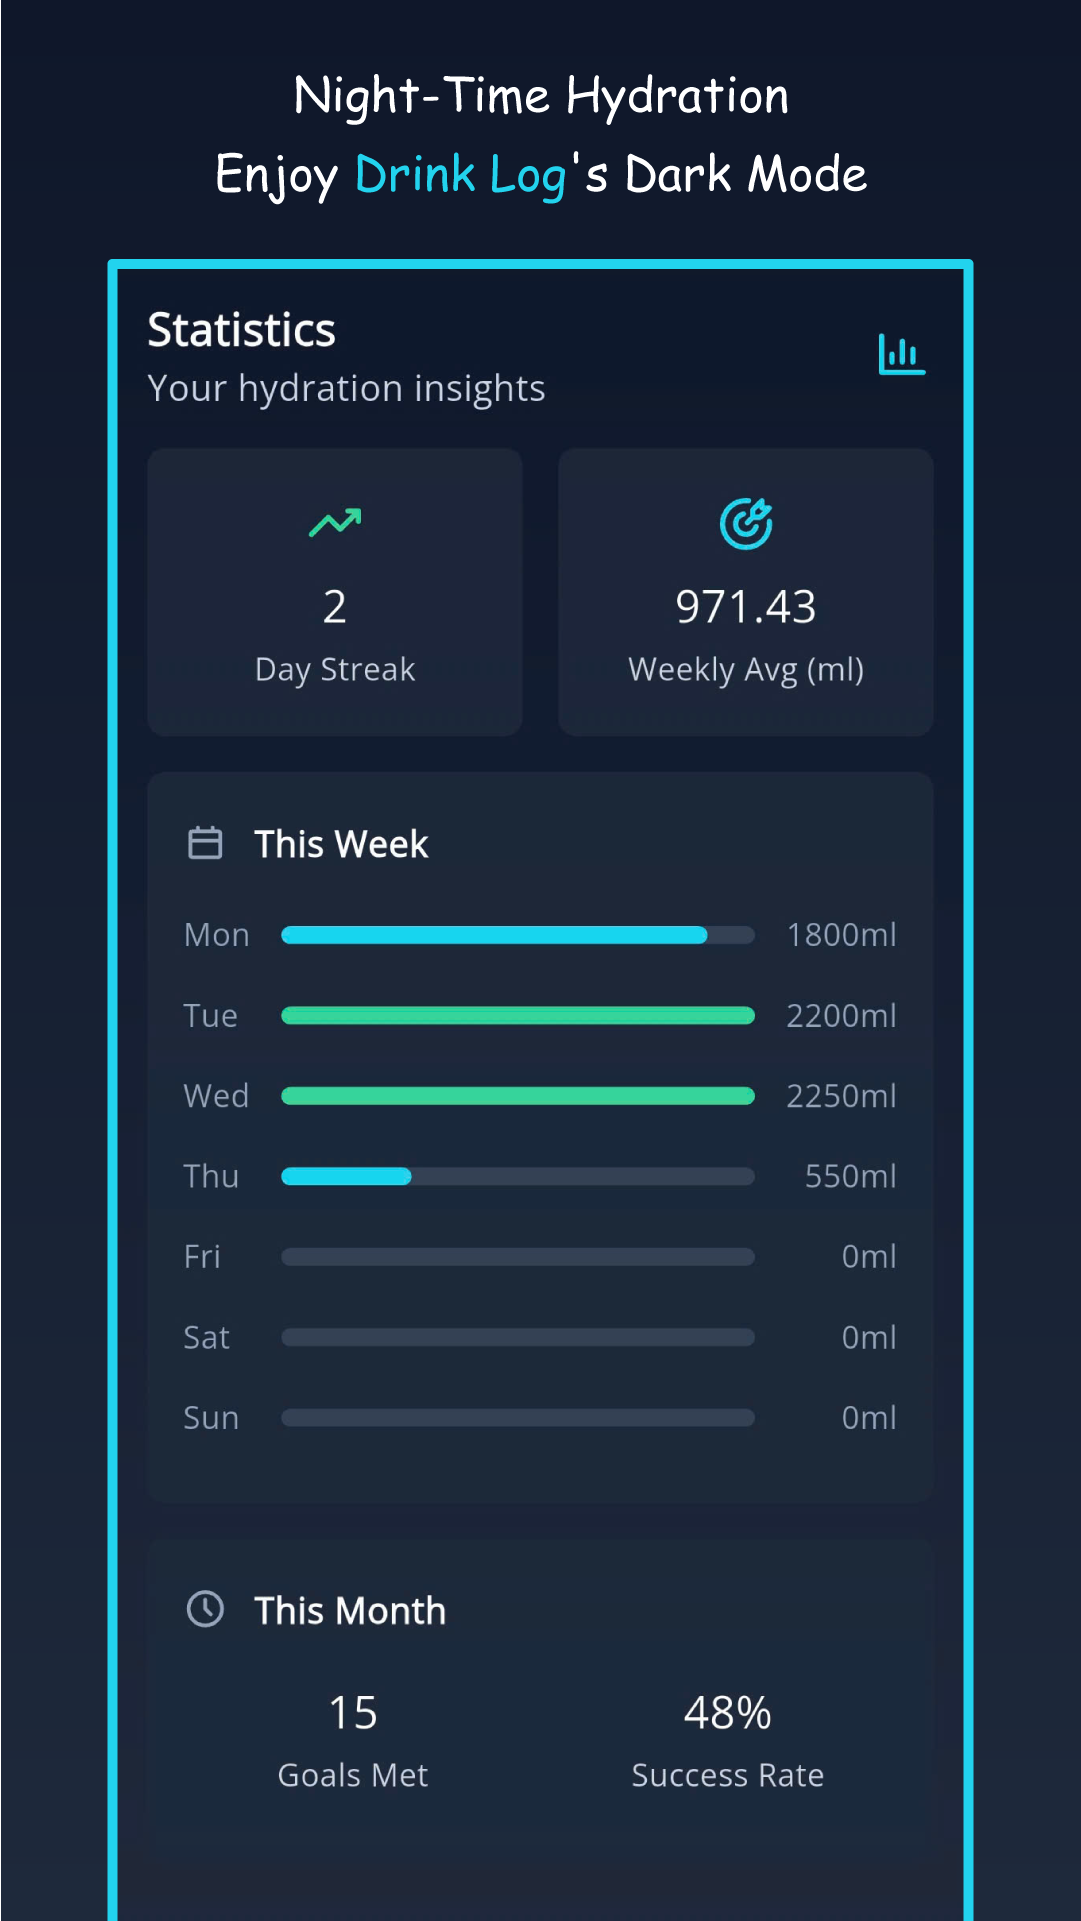 Night-Time Hydration
Enjoy Drink Log's Dark Mode
Statistics
Your hydration insights
2
Day Streak
971.43
Weekly Avg (ml)
This Week
Mon 1800ml
Tue 2200ml
Wed 2250ml
Thu 550ml
Fri 0ml
Sat 0ml
Sun 0ml
This Month
15
Goals Met
48%
Success Rate